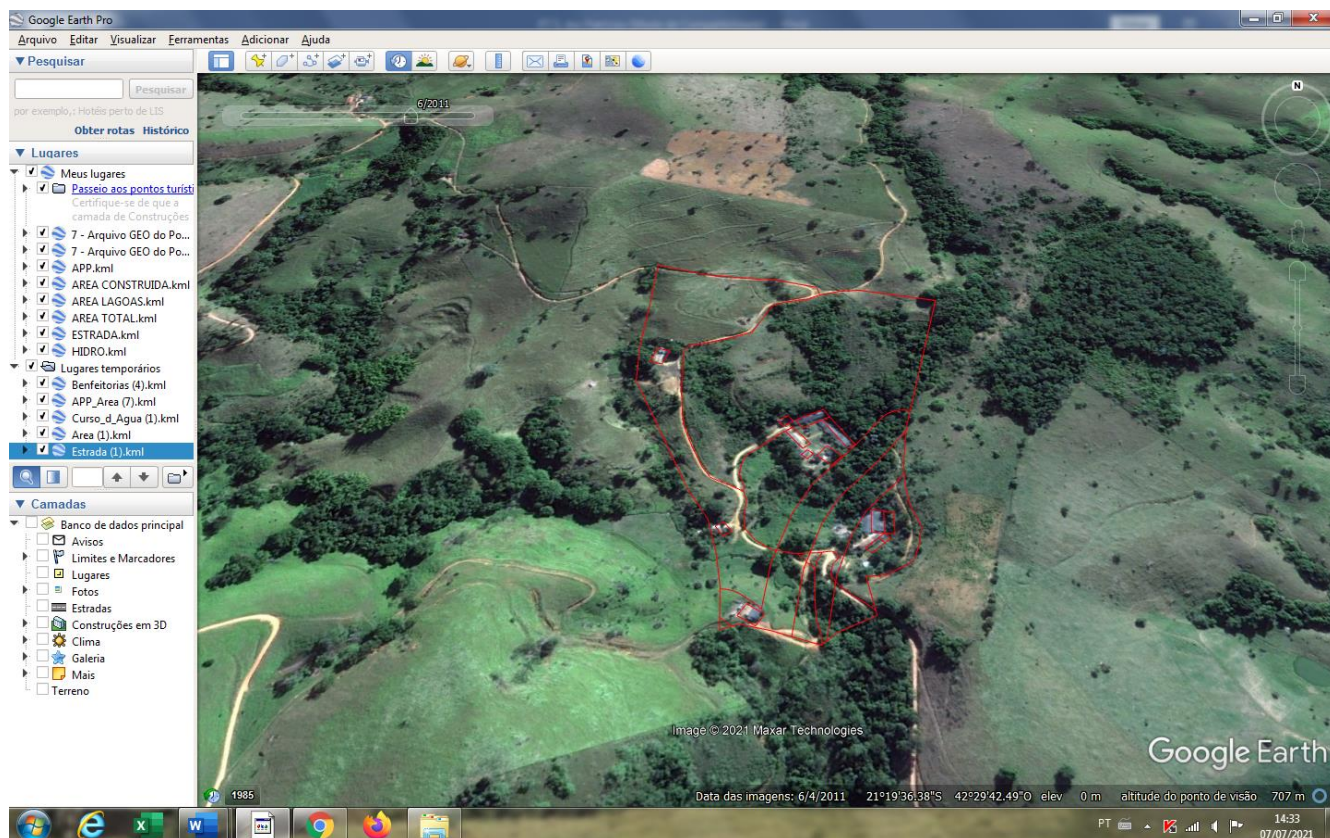 Google Earth Pro
Arquivo Editar Visualizar Ferramentas Adicionar Ajuda
Pesquisar
Pesquisar
por exemplo,: Hotéis perto de LIS
Obter rotas Histórico
Lugares
Meus lugares
Passeio aos pontos turísti
Certifique-se de que a
camada de Construções
7 - Arquivo GEO do Po...
7 - Arquivo GEO do Po...
APP.kml
AREA CONSTRUIDA.kml
AREA LAGOAS.kml
AREA TOTAL.kml
ESTRADA.kml
HIDRO.kml
Lugares temporários
Benfeitorias (4).kml
APP_Area (7).kml
Curso_d_Agua (1).kml
Area (1).kml
Estrada (1).kml
Camadas
Banco de dados principal
Avisos
Limites e Marcadores
Lugares
Fotos
Estradas
Construções em 3D
Clima
Galeria
Mais
Terreno
6/2011
N
Image © 2021 Maxar Technologies
Google Earth
1985
Data das imagens: 6/4/2011 21°19'36.38"S 42°29'42.49"O elev 0 m altitude do ponto de visão 707 m
PT
14:33
07/07/2021